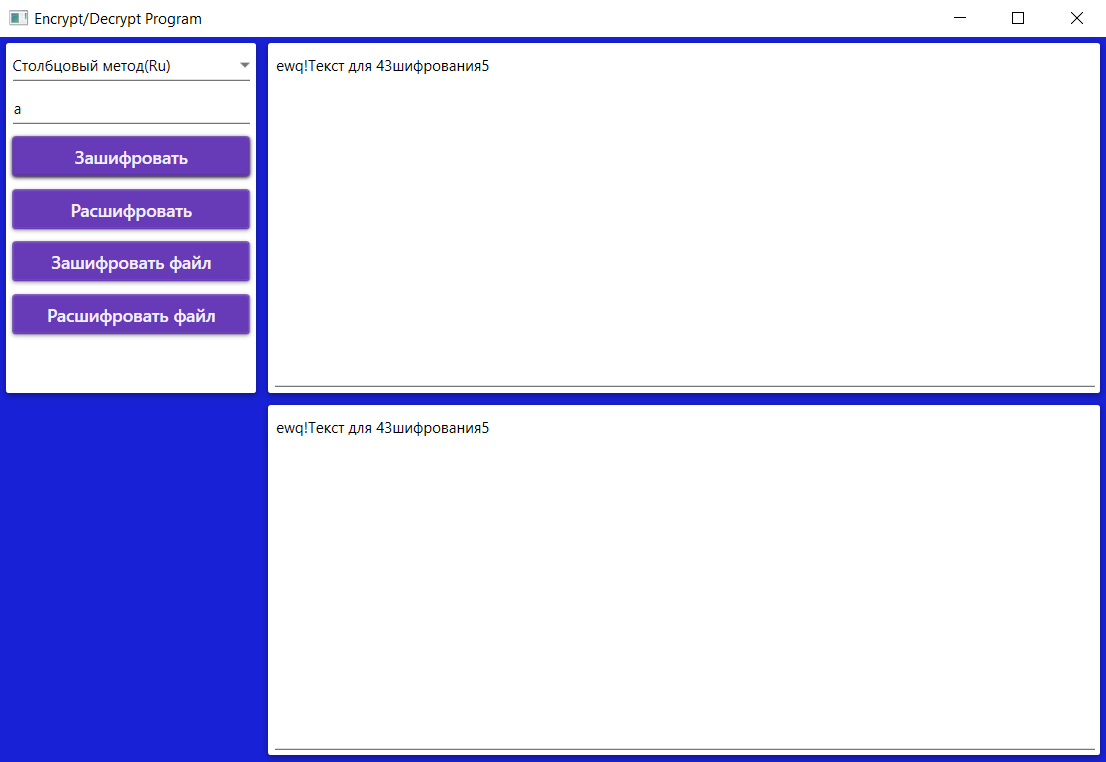 Encrypt/Decrypt Program
Столбцовый метод(Ru)
а
Зашифровать
Расшифровать
Зашифровать файл
Расшифровать файл
ewq!Текст для 43шифрования5
ewq!Текст для 43шифрования5